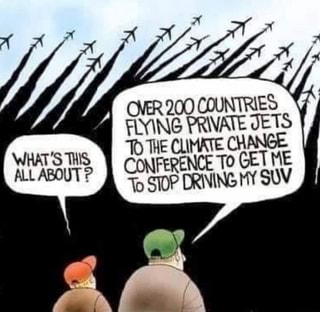 WHAT'S THIS
ALL ABOUT?
OVER 200 COUNTRIES
FLYING PRIVATE JETS
TO THE CLIMATE CHANGE
CONFERENCE TO GET ME
TO STOP DRIVING MY SUV